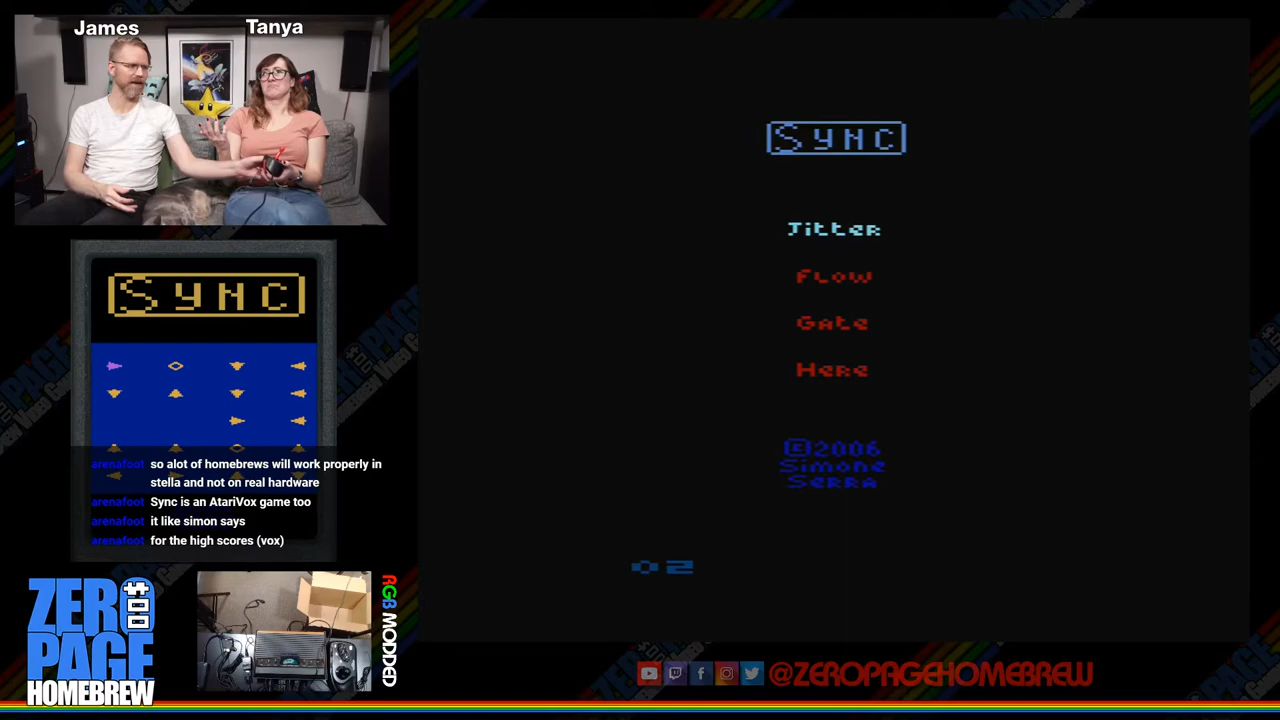 James
Tanya
Sync
Jitter
Flow
Gate
Here
©2006
Simone
Serra
02
Sync
arenafoot so alot of homebrews will work properly in
stella and not on real hardware
arenafoot Sync is an AtariVox game too
arenafoot it like simon says
arenafoot for the high scores (vox)
ZERO
PAGE
HOMEBREW
RGB MODDED
@ZEROPAGEHOMEBREW